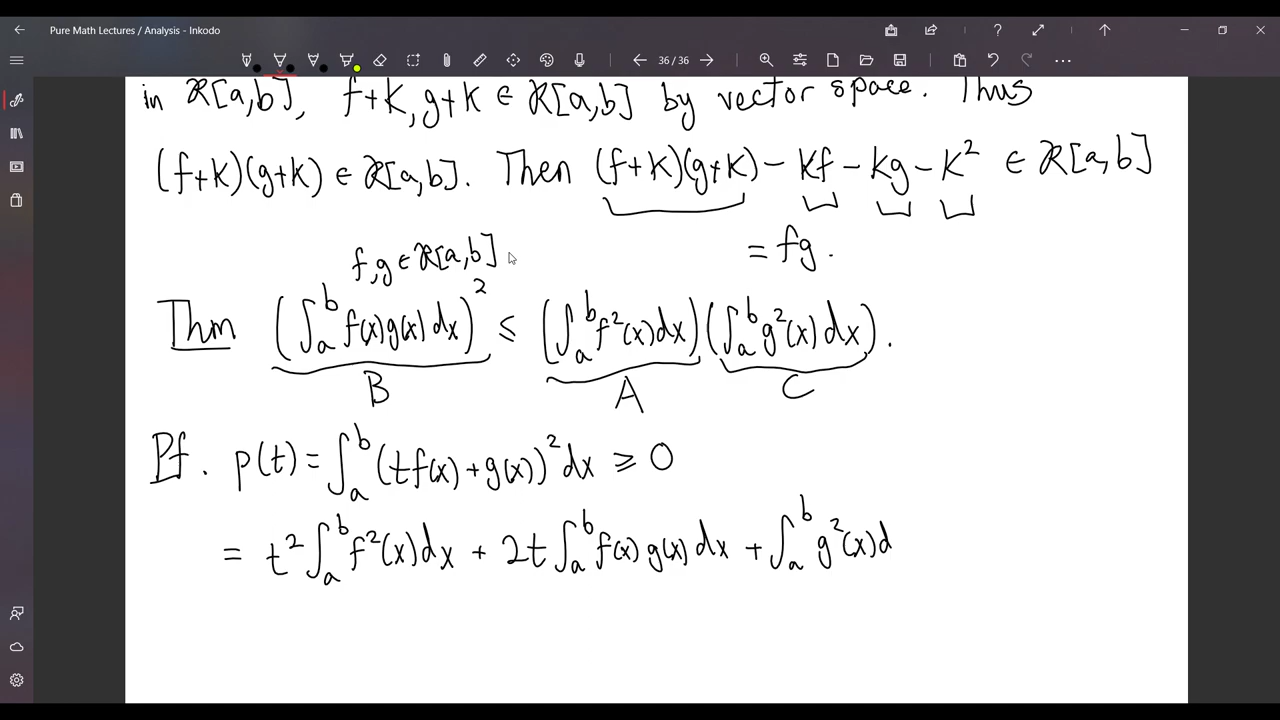 Pure Math Lectures / Analysis - Inkodo
36 / 36
in ℛ[a,b], f+k, g+k ∈ ℛ[a,b] by vector space. Thus
(f+k)(g+k) ∈ ℛ[a,b]. Then (f+k)(g+k) - kf - kg - k² ∈ ℛ[a,b]
= fg.
f,g ∈ ℛ[a,b]
Thm (∫ₐᵇ f(x)g(x) dx)² ≤ (∫ₐᵇ f²(x)dx)(∫ₐᵇ g²(x)dx).
B A C
Pf. p(t) = ∫ₐᵇ (tf(x) + g(x))² dx ≥ 0
= t² ∫ₐᵇ f²(x)dx + 2t ∫ₐᵇ f(x) g(x) dx + ∫ₐᵇ g²(x)d